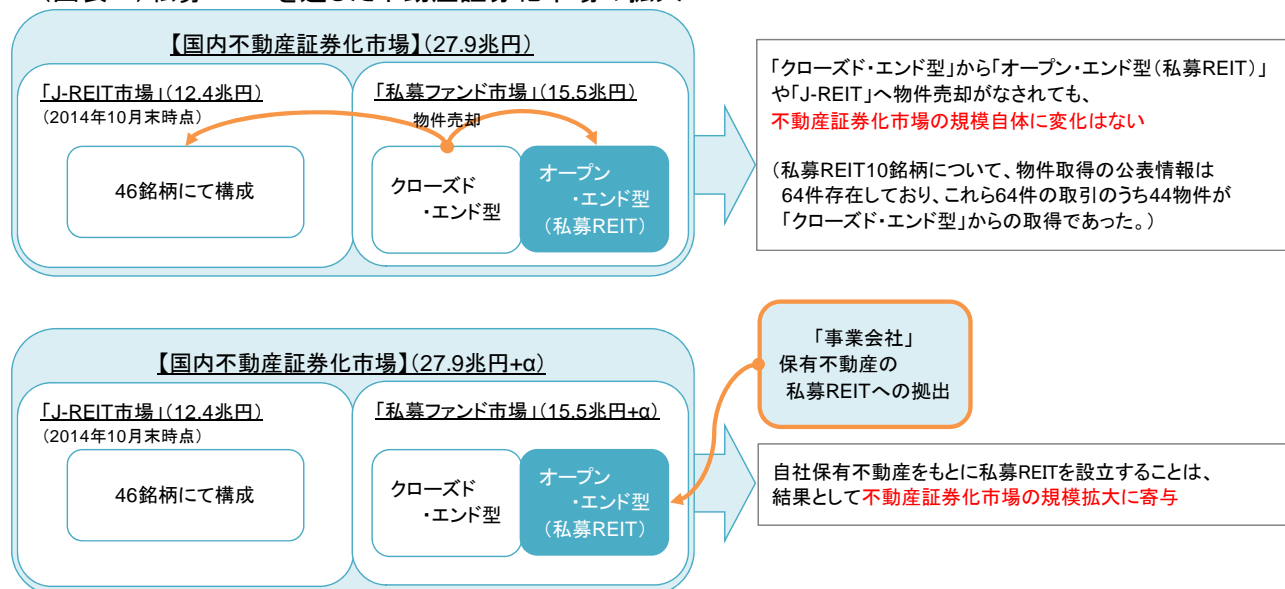 【国内不動産証券化市場】(27.9兆円)
「J-REIT市場」(12.4兆円)
(2014年10月末時点)
46銘柄にて構成
「私募ファンド市場」(15.5兆円)
物件売却
クローズド
・エンド型
オープン
・エンド型
(私募REIT)
「クローズド・エンド型」から「オープン・エンド型(私募REIT)」
や「J-REIT」へ物件売却がなされても、
不動産証券化市場の規模自体に変化はない
(私募REIT10銘柄について、物件取得の公表情報は
64件存在しており、これら64件の取引のうち44物件が
「クローズド・エンド型」からの取得であった。)
【国内不動産証券化市場】(27.9兆円+α)
「J-REIT市場」(12.4兆円)
(2014年10月末時点)
46銘柄にて構成
「私募ファンド市場」(15.5兆円+α)
クローズド
・エンド型
オープン
・エンド型
(私募REIT)
「事業会社」
保有不動産の
私募REITへの拠出
自社保有不動産をもとに私募REITを設立することは、
結果として不動産証券化市場の規模拡大に寄与